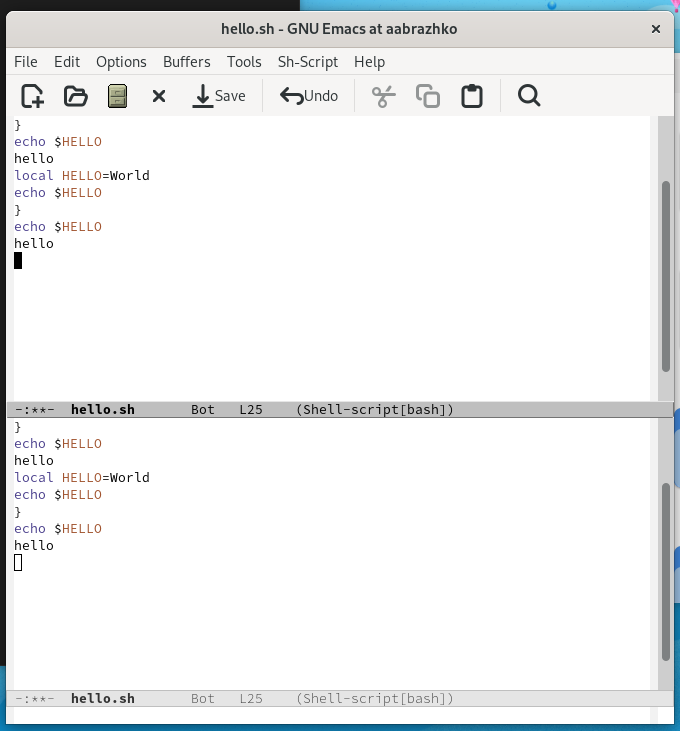 hello.sh - GNU Emacs at aabrazhko
File Edit Options Buffers Tools Sh-Script Help
Save Undo
}
echo $HELLO
hello
local HELLO=World
echo $HELLO
}
echo $HELLO
hello
-:**- hello.sh Bot L25 (Shell-script[bash])
}
echo $HELLO
hello
local HELLO=World
echo $HELLO
}
echo $HELLO
hello
-:**- hello.sh Bot L25 (Shell-script[bash])